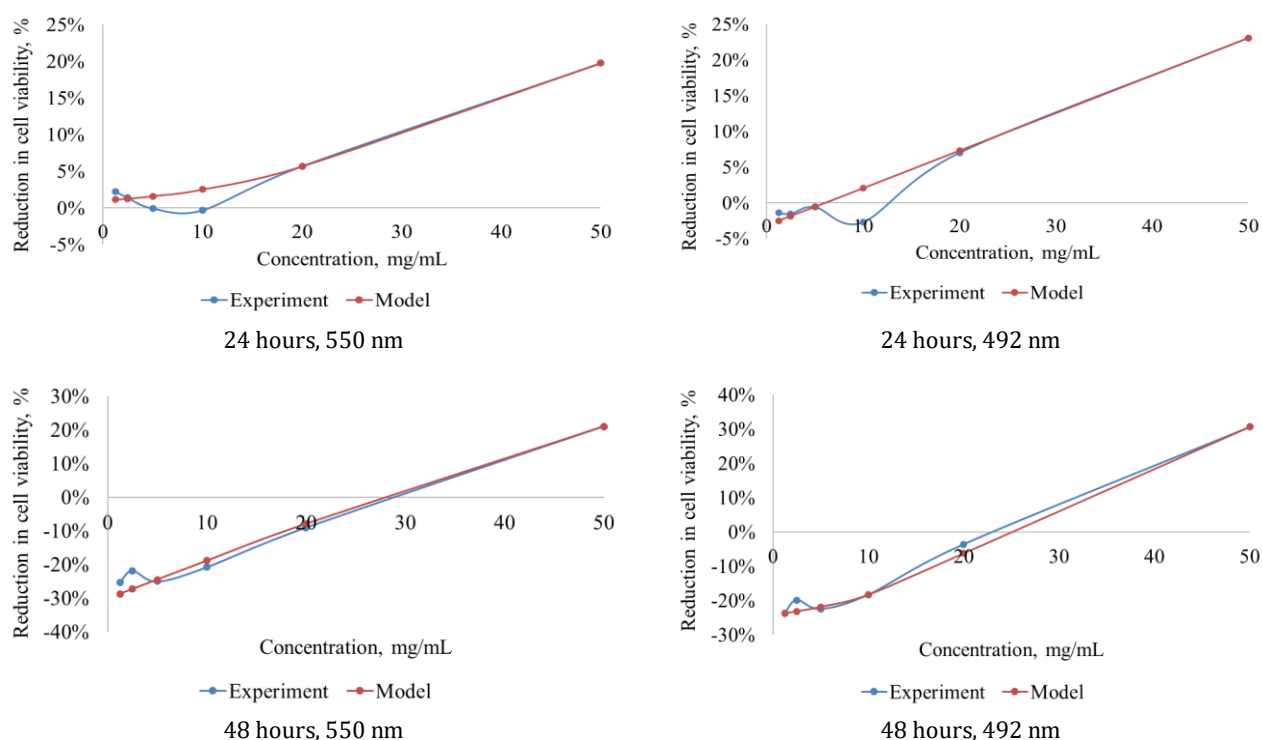 Reduction in cell viability, %
25%
20%
15%
10%
5%
0%
-5%
0 10 20 30 40 50
Concentration, mg/mL
Experiment Model
24 hours, 550 nm
Reduction in cell viability, %
25%
20%
15%
10%
5%
0%
-5%
0 10 20 30 40 50
Concentration, mg/mL
Experiment Model
24 hours, 492 nm
Reduction in cell viability, %
30%
20%
10%
0%
-10%
-20%
-30%
-40%
0 10 20 30 40 50
Concentration, mg/mL
Experiment Model
48 hours, 550 nm
Reduction in cell viability, %
40%
30%
20%
10%
0%
-10%
-20%
-30%
0 10 20 30 40 50
Concentration, mg/mL
Experiment Model
48 hours, 492 nm